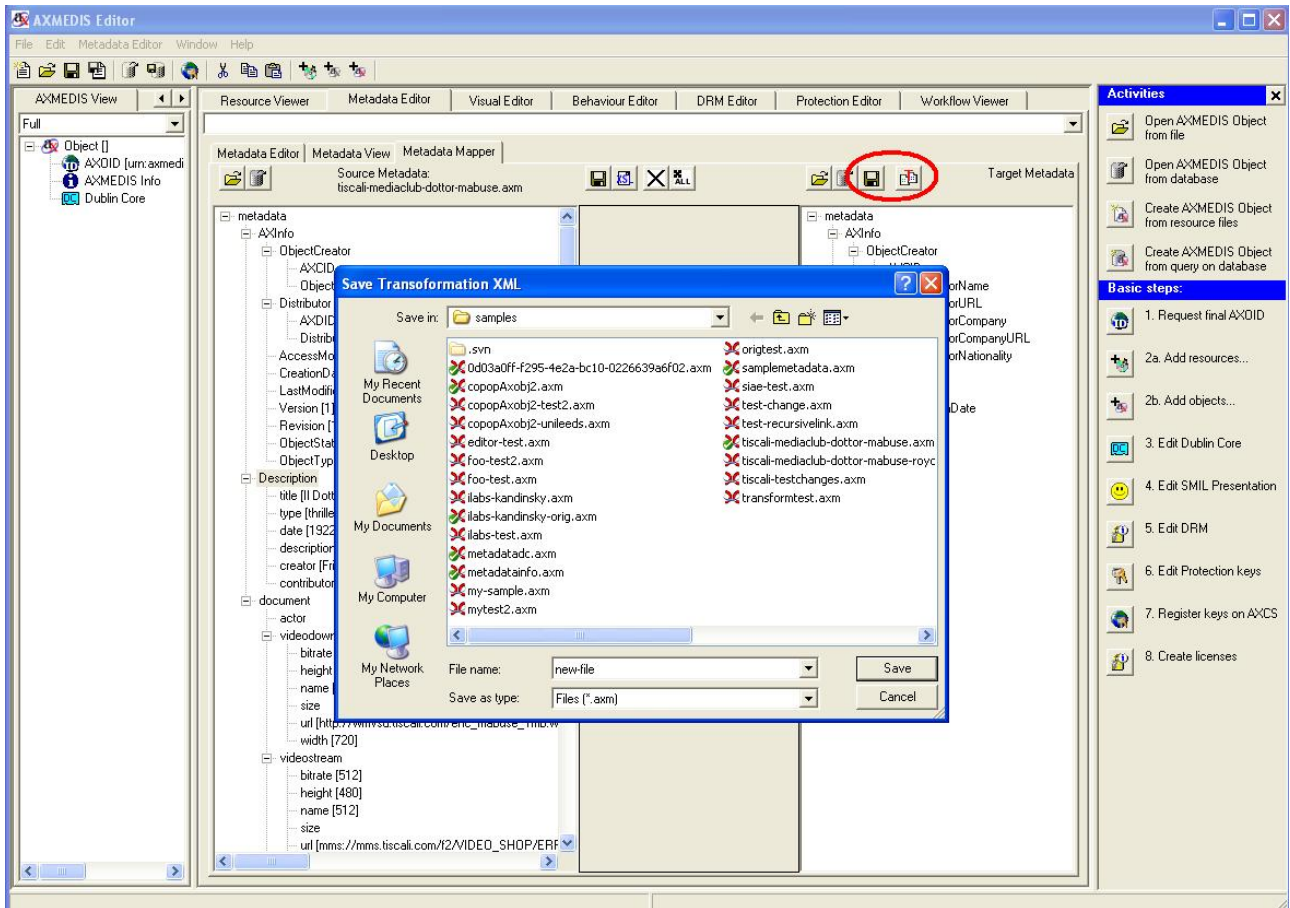 AXMEDIS Editor
File Edit Metadata Editor Window Help
AXMEDIS View
Full
Object []
AXOID [urn:axmedi
AXMEDIS Info
Dublin Core
Resource Viewer Metadata Editor Visual Editor Behaviour Editor DRM Editor Protection Editor Workflow Viewer
Metadata Editor Metadata View Metadata Mapper
Source Metadata:
tiscali-mediaclub-dottor-mabuse.axm
ALL
Target Metadata
metadata
AXInfo
ObjectCreator
AXCID
Object
Distributor
AXDID
Distrib
AccessMo
CreationDa
LastModifi
Version [1]
Revision [
ObjectStat
ObjectTyp
Description
title [Il Dott
type [thrille
date [1922
description
creator [Fri
contributor
document
actor
videodowr
bitrate
height
name [
size
width [720]
videostream
bitrate [512]
height [480]
name [512]
size
url [mms://mms.tiscali.com/f2/VIDEO_SHOP/ERF
metadata
AXInfo
ObjectCreator
orName
orURL
orCompany
orCompanyURL
orNationality
Date
Save Transoformation XML
Save in: samples
My Recent Documents
Desktop
My Documents
My Computer
My Network Places
.svn
0d03a0ff-f295-4e2a-bc10-0226639a6f02.axm
copopAxobj2.axm
copopAxobj2-test2.axm
copopAxobj2-unileeds.axm
editor-test.axm
foo-test2.axm
foo-test.axm
ilabs-kandinsky.axm
ilabs-kandinsky-orig.axm
ilabs-test.axm
metadatadc.axm
metadatainfo.axm
my-sample.axm
mytest2.axm
origtest.axm
samplemetadata.axm
siae-test.axm
test-change.axm
test-recursivelink.axm
tiscali-mediaclub-dottor-mabuse.axm
tiscali-mediaclub-dottor-mabuse-royc
tiscali-testchanges.axm
transformtest.axm
File name: new-file Save
Save as type: Files (*.axm) Cancel
Activities
Open AXMEDIS Object
from file
Open AXMEDIS Object
from database
Create AXMEDIS Object
from resource files
Create AXMEDIS Object
from query on database
Basic steps:
1. Request final AXOID
2a. Add resources...
2b. Add objects...
3. Edit Dublin Core
4. Edit SMIL Presentation
5. Edit DRM
6. Edit Protection keys
7. Register keys on AXCS
8. Create licenses